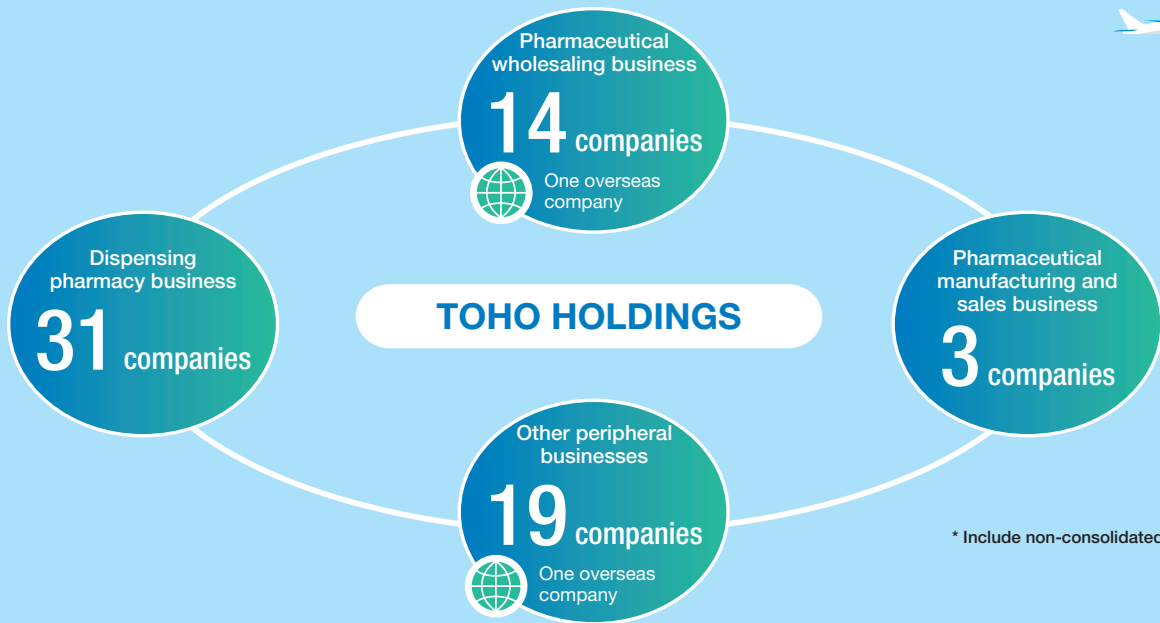 Pharmaceutical
wholesaling business
14 companies
One overseas
company
Dispensing
pharmacy business
31 companies
TOHO HOLDINGS
Pharmaceutical
manufacturing and
sales business
3 companies
Other peripheral
businesses
19 companies
One overseas
company
* Include non-consolidated